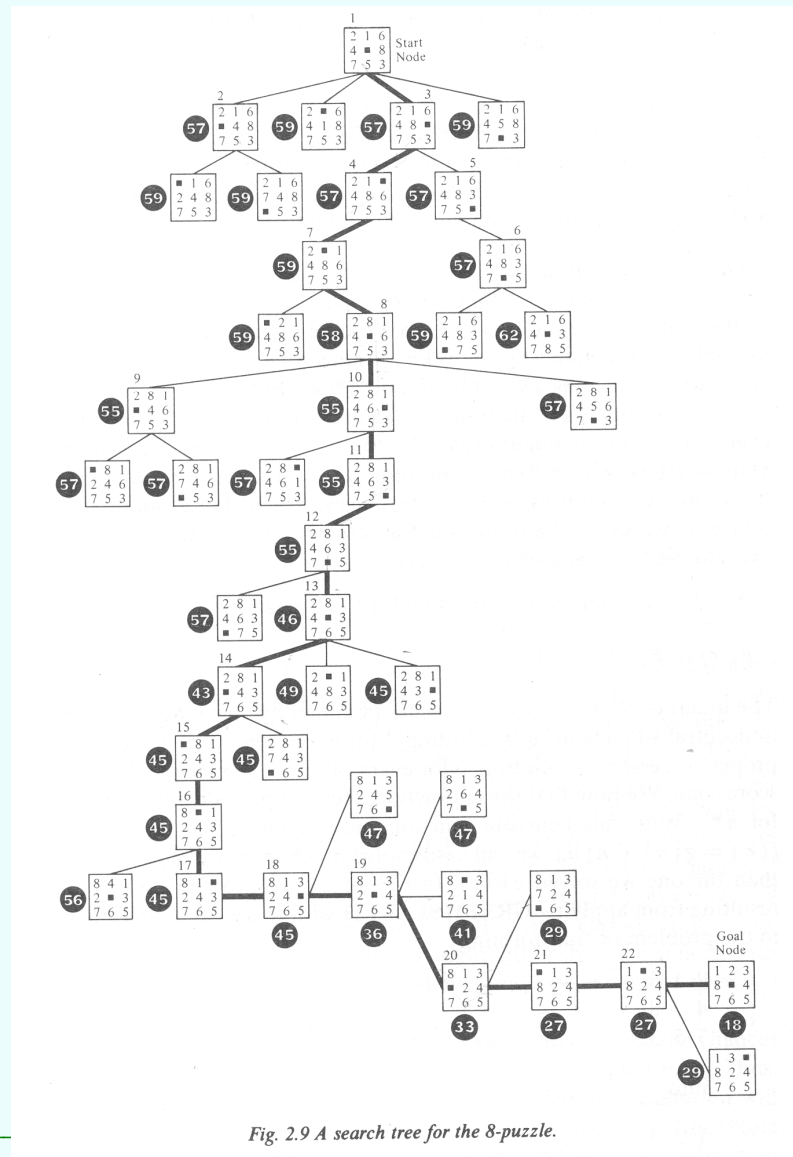 1
2 1 6
4 ■ 8
7 5 3
Start
Node
2
57
2 1 6
■ 4 8
7 5 3
59
2 ■ 6
4 1 8
7 5 3
3
57
2 1 6
4 8 ■
7 5 3
59
2 1 6
4 5 8
7 ■ 3
59
■ 1 6
2 4 8
7 5 3
59
2 1 6
7 4 8
■ 5 3
4
57
2 1 ■
4 8 6
7 5 3
5
57
2 1 6
4 8 3
7 5 ■
7
59
2 ■ 1
4 8 6
7 5 3
6
57
2 1 6
4 8 3
7 ■ 5
59
■ 2 1
4 8 6
7 5 3
8
58
2 8 1
4 ■ 6
7 5 3
59
2 1 6
4 8 3
■ 7 5
62
2 1 6
4 ■ 3
7 8 5
9
55
2 8 1
■ 4 6
7 5 3
10
55
2 8 1
4 6 ■
7 5 3
57
2 8 1
4 5 6
7 ■ 3
57
■ 8 1
2 4 6
7 5 3
57
2 8 1
7 4 6
■ 5 3
57
2 8 ■
4 6 1
7 5 3
11
55
2 8 1
4 6 3
7 5 ■
12
55
2 8 1
4 6 3
7 ■ 5
57
2 8 1
4 6 3
■ 7 5
13
46
2 8 1
4 ■ 3
7 6 5
14
43
2 8 1
■ 4 3
7 6 5
49
2 ■ 1
4 8 3
7 6 5
45
2 8 1
4 3 ■
7 6 5
15
45
■ 8 1
2 4 3
7 6 5
45
2 8 1
7 4 3
■ 6 5
16
45
8 ■ 1
2 4 3
7 6 5
8 1 3
2 4 5
7 6 ■
47
8 1 3
2 6 4
7 ■ 5
47
56
8 4 1
2 ■ 3
7 6 5
17
45
8 1 ■
2 4 3
7 6 5
18
8 1 3
2 4 ■
7 6 5
45
19
8 1 3
2 ■ 4
7 6 5
36
8 ■ 3
2 1 4
7 6 5
41
8 1 3
7 2 4
■ 6 5
29
20
8 1 3
■ 2 4
7 6 5
33
21
■ 1 3
8 2 4
7 6 5
27
22
1 ■ 3
8 2 4
7 6 5
27
Goal
Node
1 2 3
8 ■ 4
7 6 5
18
29
1 3 ■
8 2 4
7 6 5
Fig. 2.9 A search tree for the 8-puzzle.